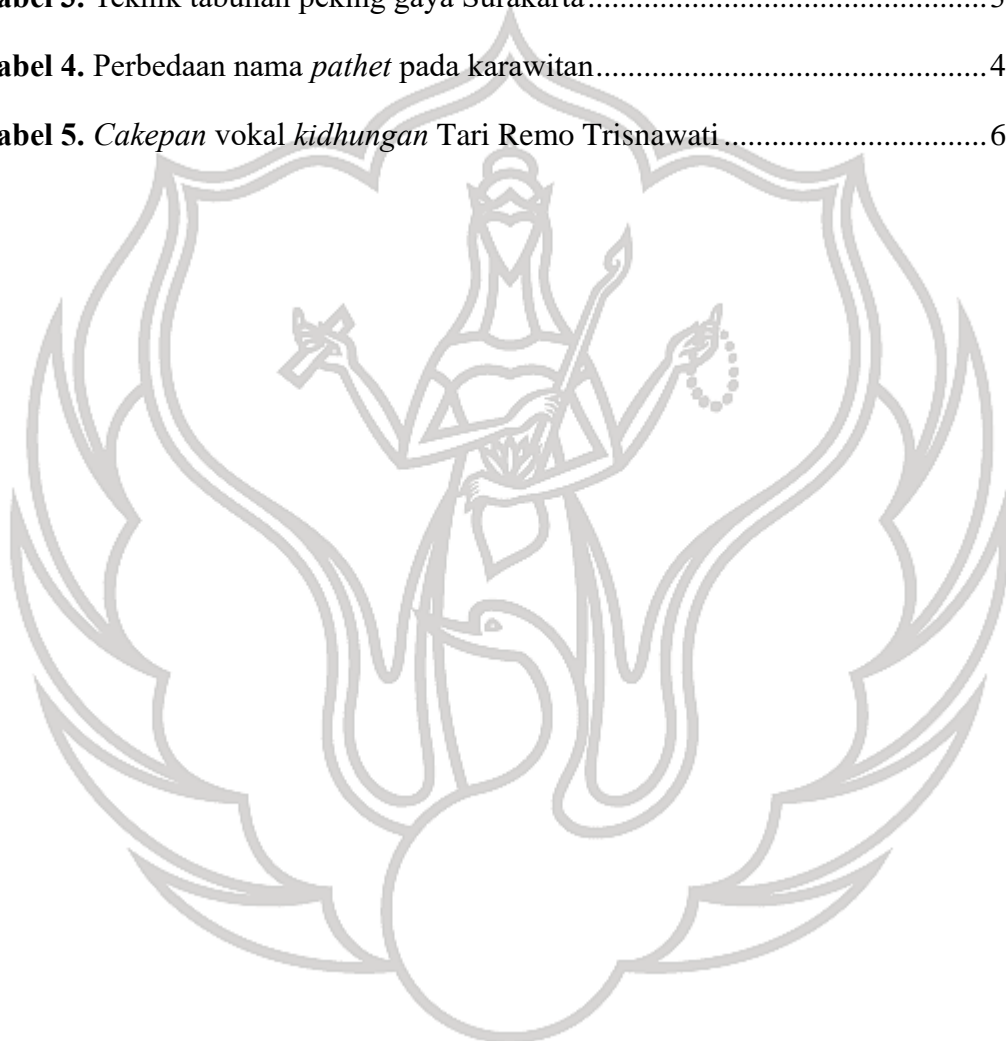 abel 3. Teknik tabuhan peking gaya Surakarta..................................................3
abel 4. Perbedaan nama pathet pada karawitan..................................................4
abel 5. Cakepan vokal kidhungan Tari Remo Trisnawati.................................6